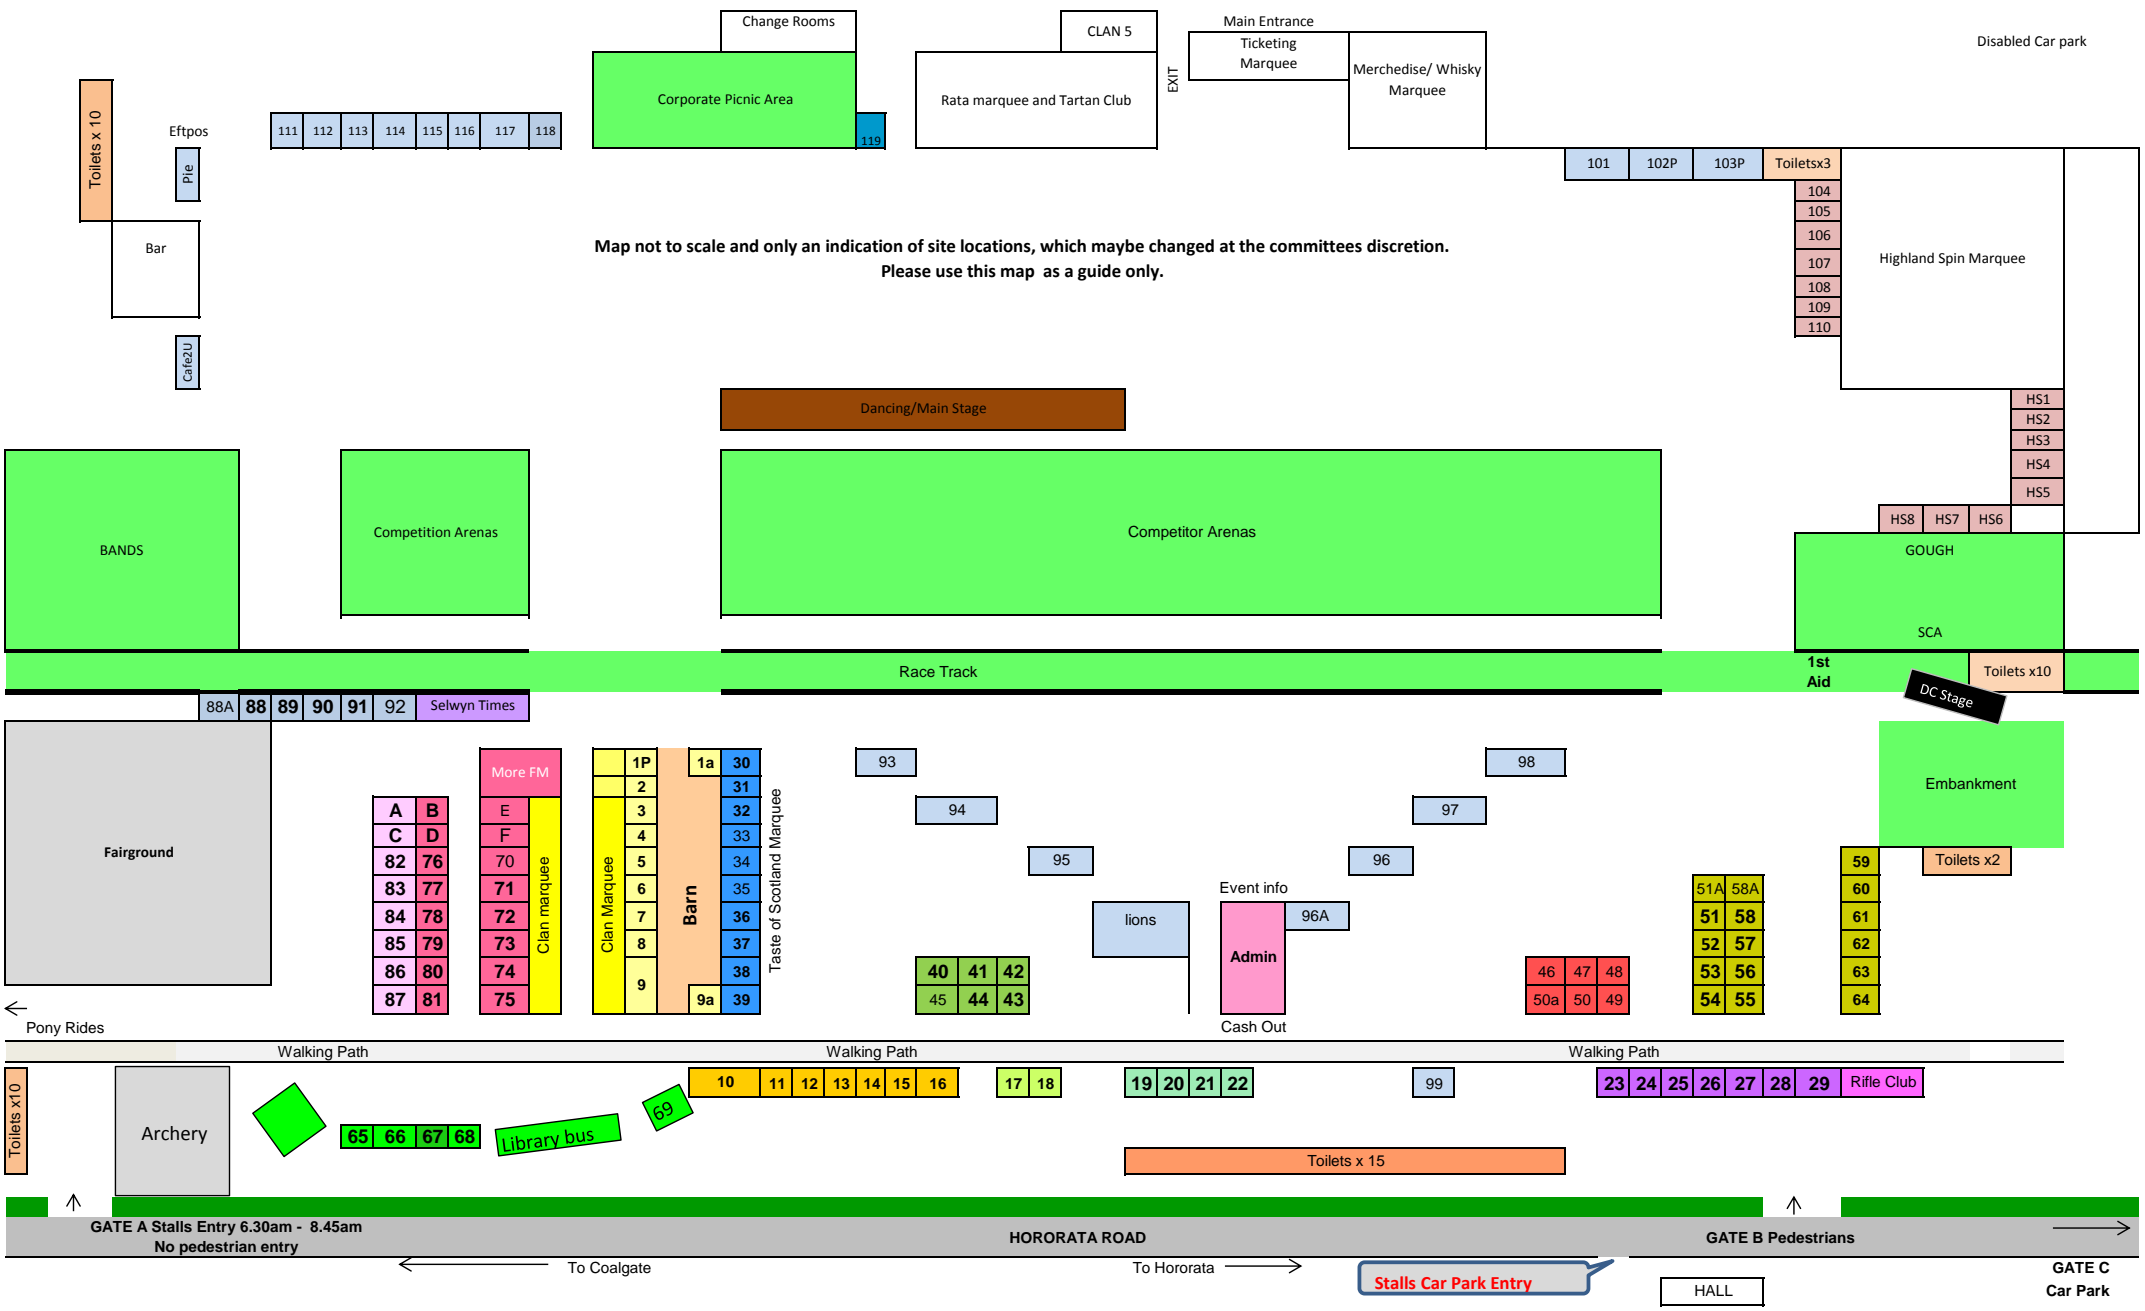 Change Rooms
CLAN 5
Main Entrance
Ticketing
Marquee
Merchedise/ Whisky
Marquee
Disabled Car park
EXIT
Corporate Picnic Area
Rata marquee and Tartan Club
Toilets x 10
Eftpos
Pie
111 112 113 114 115 116 117 118
119
101 102P 103P Toiletsx3
104
105
106
107
108
109
110
Highland Spin Marquee
Bar
Map not to scale and only an indication of site locations, which maybe changed at the committees discretion.
Please use this map as a guide only.
Cafe2U
Dancing/Main Stage
HS1
HS2
HS3
HS4
HS5
HS8 HS7 HS6
BANDS
Competition Arenas
Competitor Arenas
GOUGH
SCA
Race Track
1st
Aid
Toilets x10
DC Stage
88A 88 89 90 91 92 Selwyn Times
Fairground
A B
C D
82 76
83 77
84 78
85 79
86 80
87 81
More FM
E
F
70
71
72
73
74
75
Clan marquee
Clan Marquee
1P
2
3
4
5
6
7
8
9
Barn
1a
9a
30
31
32
33
34
35
36
37
38
39
Taste of Scotland Marquee
93
94
95
lions
40 41 42
45 44 43
Event info
96A
Admin
Cash Out
96
97
98
46 47 48
50a 50 49
51A 58A
51 58
52 57
53 56
54 55
Embankment
Toilets x2
59
60
61
62
63
64
Pony Rides
Walking Path
Walking Path
Walking Path
Toilets x10
Archery
65 66 67 68
Library bus
69
10 11 12 13 14 15 16
17 18
19 20 21 22
99
23 24 25 26 27 28 29 Rifle Club
Toilets x 15
GATE A Stalls Entry 6.30am - 8.45am
No pedestrian entry
HORORATA ROAD
GATE B Pedestrians
To Coalgate
To Hororata
Stalls Car Park Entry
HALL
GATE C
Car Park